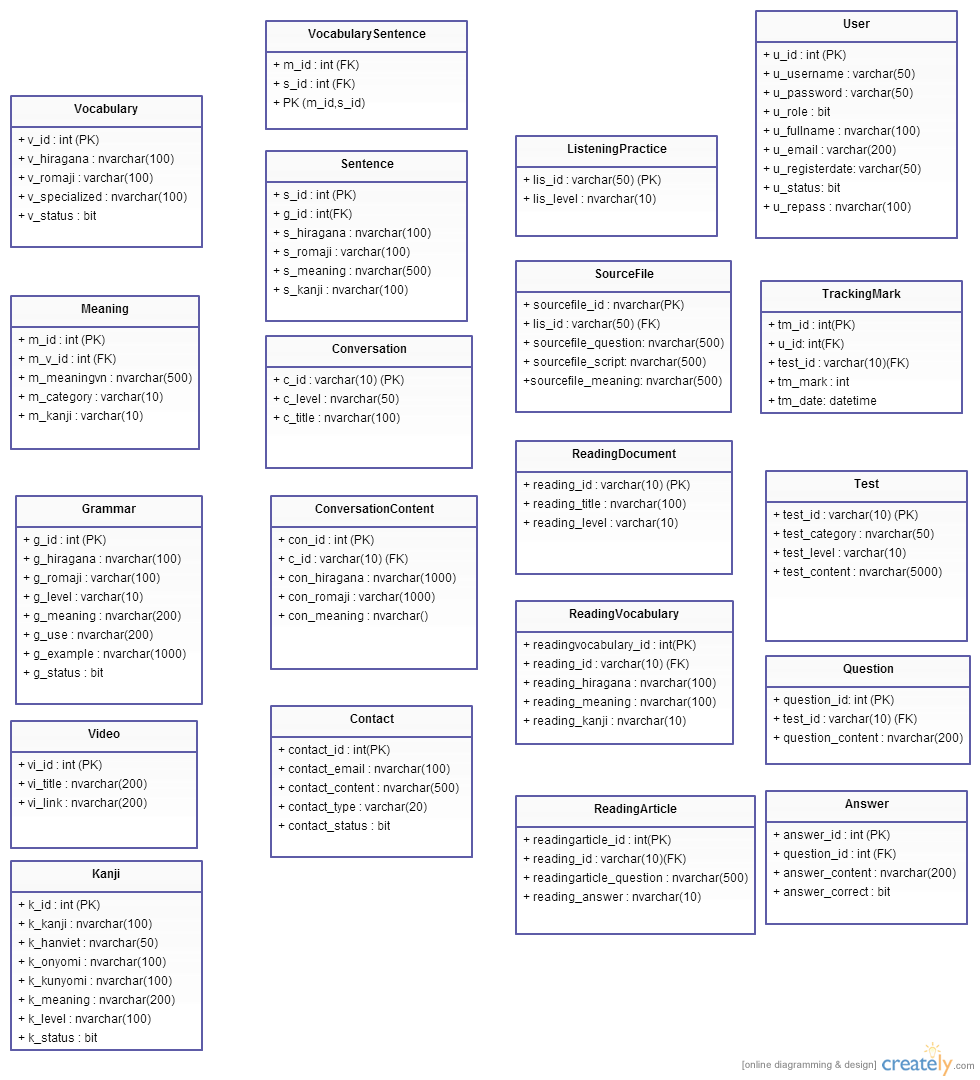 Vocabulary
+ v_id : int (PK)
+ v_hiragana : nvarchar(100)
+ v_romaji : varchar(100)
+ v_specialized : nvarchar(100)
+ v_status : bit
Meaning
+ m_id : int (PK)
+ m_v_id : int (FK)
+ m_meaningvn : nvarchar(500)
+ m_category : varchar(10)
+ m_kanji : varchar(10)
Grammar
+ g_id : int (PK)
+ g_hiragana : nvarchar(100)
+ g_romaji : varchar(100)
+ g_level : varchar(10)
+ g_meaning : nvarchar(200)
+ g_use : nvarchar(200)
+ g_example : nvarchar(1000)
+ g_status : bit
Video
+ vi_id : int (PK)
+ vi_title : nvarchar(200)
+ vi_link : nvarchar(200)
Kanji
+ k_id : int (PK)
+ k_kanji : nvarchar(100)
+ k_hanviet : nvarchar(50)
+ k_onyomi : nvarchar(100)
+ k_kunyomi : nvarchar(100)
+ k_meaning : nvarchar(200)
+ k_level : nvarchar(100)
+ k_status : bit
VocabularySentence
+ m_id : int (FK)
+ s_id : int (FK)
+ PK (m_id,s_id)
Sentence
+ s_id : int (PK)
+ g_id : int(FK)
+ s_hiragana : nvarchar(100)
+ s_romaji : varchar(100)
+ s_meaning : nvarchar(500)
+ s_kanji : nvarchar(100)
Conversation
+ c_id : varchar(10) (PK)
+ c_level : nvarchar(50)
+ c_title : nvarchar(100)
ConversationContent
+ con_id : int (PK)
+ c_id : varchar(10) (FK)
+ con_hiragana : nvarchar(1000)
+ con_romaji : varchar(1000)
+ con_meaning : nvarchar()
Contact
+ contact_id : int(PK)
+ contact_email : nvarchar(100)
+ contact_content : nvarchar(500)
+ contact_type : varchar(20)
+ contact_status : bit
ListeningPractice
+ lis_id : varchar(50) (PK)
+ lis_level : nvarchar(10)
SourceFile
+ sourcefile_id : nvarchar(PK)
+ lis_id : varchar(50) (FK)
+ sourcefile_question: nvarchar(500)
+ sourcefile_script: nvarchar(500)
+sourcefile_meaning: nvarchar(500)
ReadingDocument
+ reading_id : varchar(10) (PK)
+ reading_title : nvarchar(100)
+ reading_level : varchar(10)
ReadingVocabulary
+ readingvocabulary_id : int(PK)
+ reading_id : varchar(10) (FK)
+ reading_hiragana : nvarchar(100)
+ reading_meaning : nvarchar(100)
+ reading_kanji : nvarchar(10)
ReadingArticle
+ readingarticle_id : int(PK)
+ reading_id : varchar(10)(FK)
+ readingarticle_question : nvarchar(500)
+ reading_answer : nvarchar(10)
User
+ u_id : int (PK)
+ u_username : varchar(50)
+ u_password : varchar(50)
+ u_role : bit
+ u_fullname : nvarchar(100)
+ u_email : varchar(200)
+ u_registerdate: varchar(50)
+ u_status: bit
+ u_repass : nvarchar(100)
TrackingMark
+ tm_id : int(PK)
+ u_id: int(FK)
+ test_id : varchar(10)(FK)
+ tm_mark : int
+ tm_date: datetime
Test
+ test_id : varchar(10) (PK)
+ test_category : nvarchar(50)
+ test_level : varchar(10)
+ test_content : nvarchar(5000)
Question
+ question_id: int (PK)
+ test_id : varchar(10) (FK)
+ question_content : nvarchar(200)
Answer
+ answer_id : int (PK)
+ question_id : int (FK)
+ answer_content : nvarchar(200)
+ answer_correct : bit
[online diagramming & design] creately.com